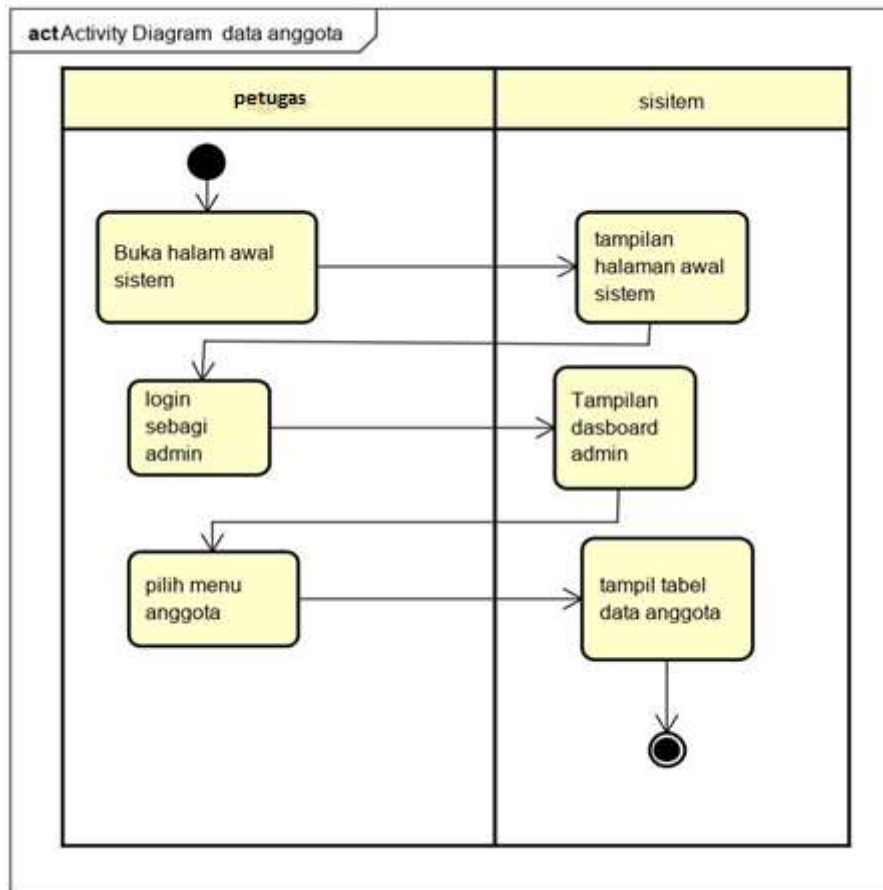 act Activity Diagram data anggota
petugas
sisitem
Buka halam awal
sistem
tampilan
halaman awal
sistem
login
sebagi
admin
Tampilan
dasboard
admin
pilih menu
anggota
tampil tabel
data anggota